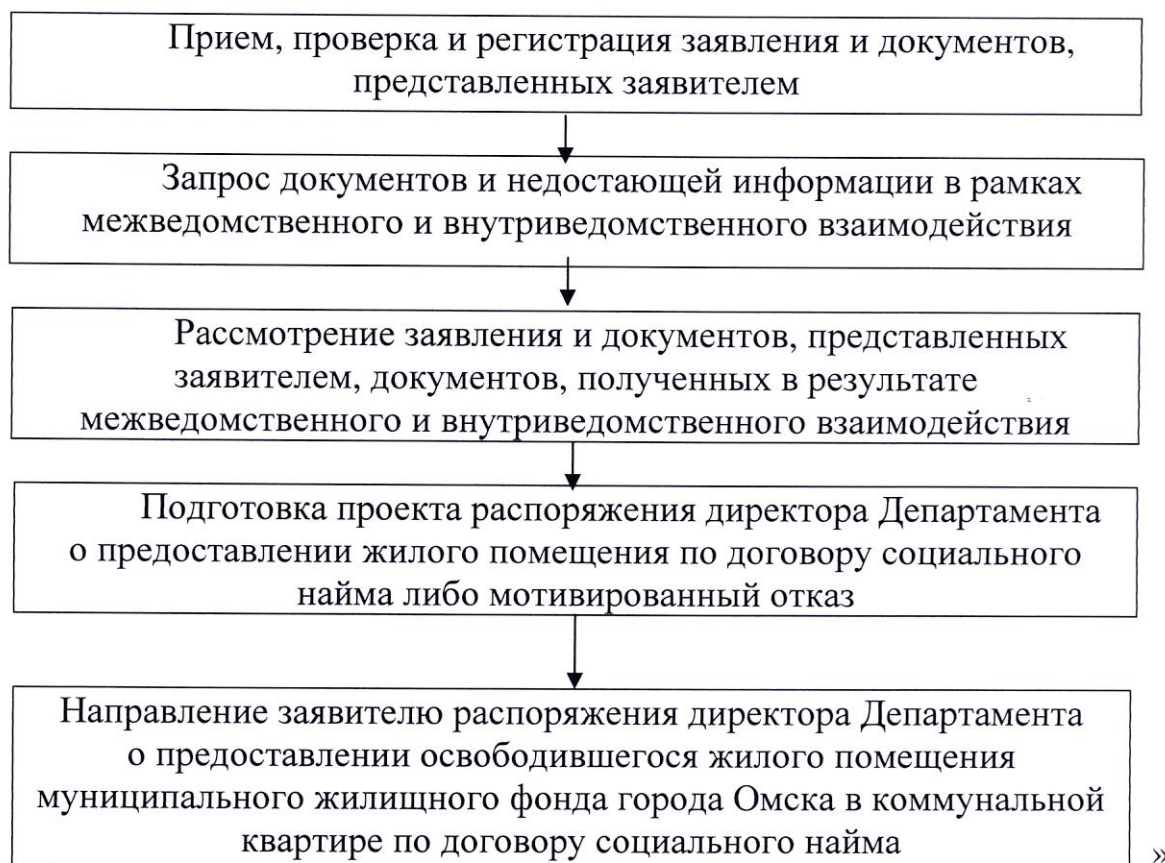 Прием, проверка и регистрация заявления и документов,
представленных заявителем
Запрос документов и недостающей информации в рамках
межведомственного и внутриведомственного взаимодействия
Рассмотрение заявления и документов, представленных
заявителем, документов, полученных в результате
межведомственного и внутриведомственного взаимодействия
Подготовка проекта распоряжения директора Департамента
о предоставлении жилого помещения по договору социального
найма либо мотивированный отказ
Направление заявителю распоряжения директора Департамента
о предоставлении освободившегося жилого помещения
муниципального жилищного фонда города Омска в коммунальной
квартире по договору социального найма
»